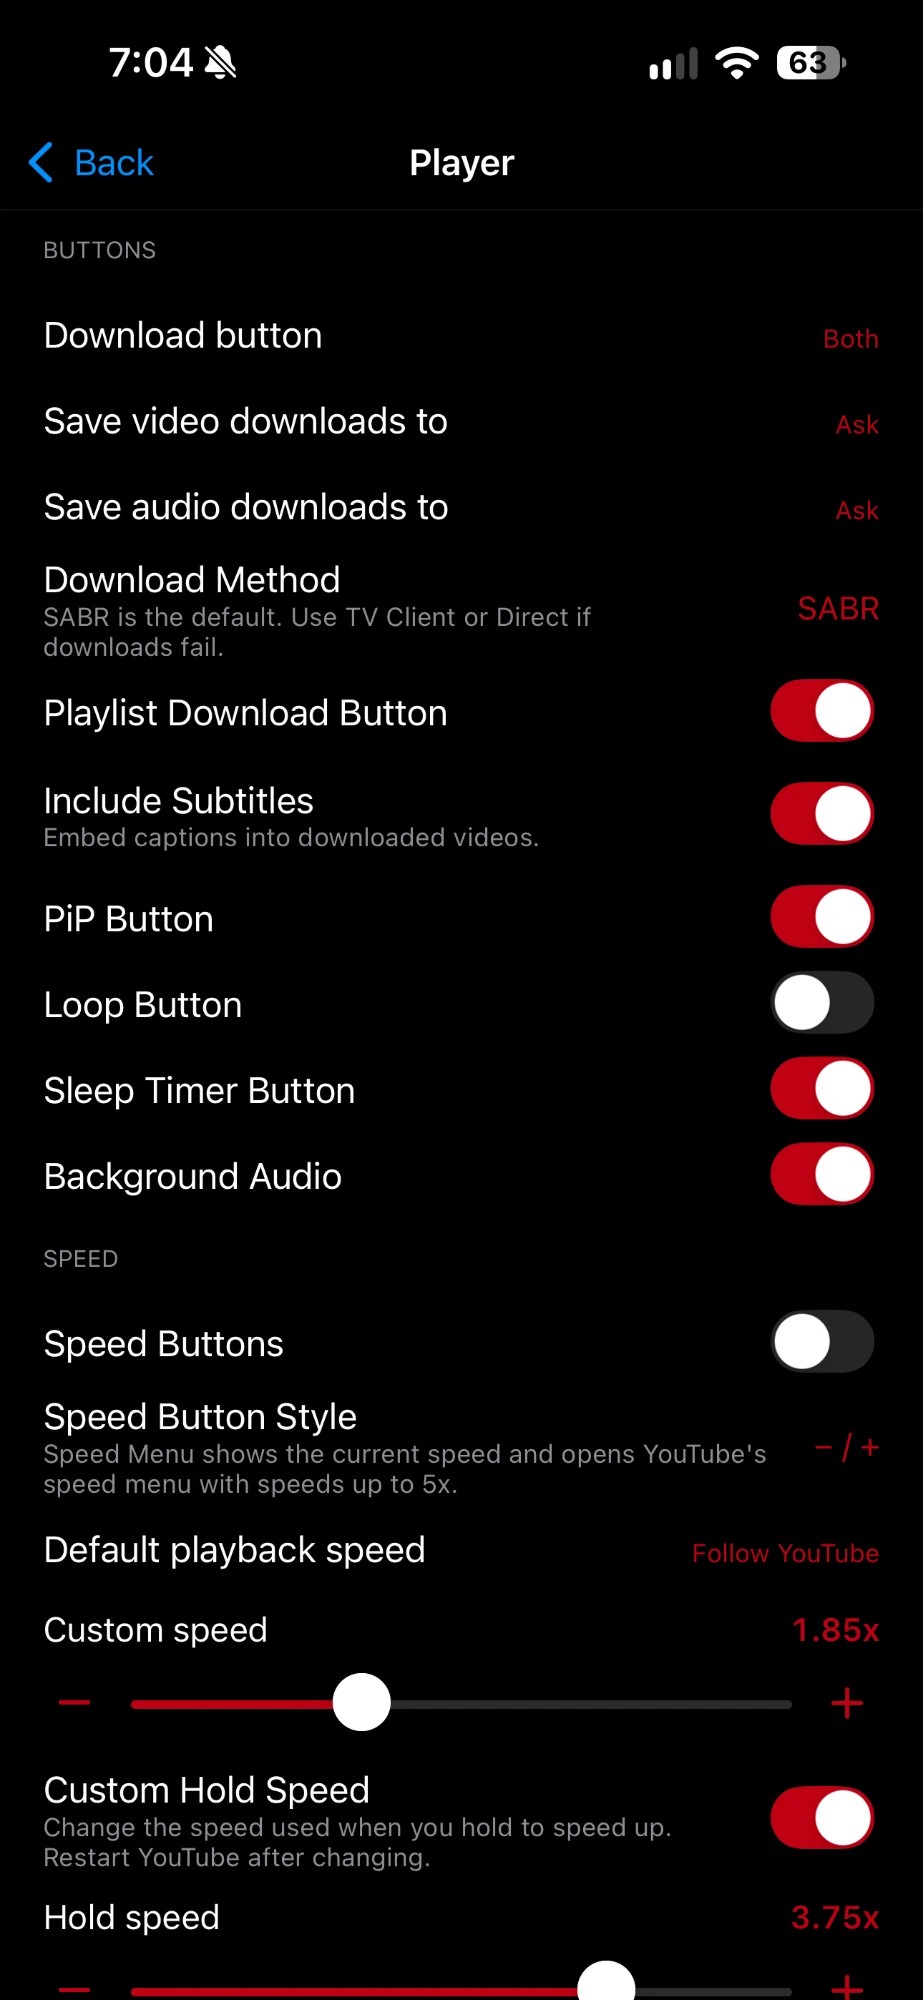 7:04
63
Back
Player
BUTTONS
Download button
Both
Save video downloads to
Ask
Save audio downloads to
Ask
Download Method
SABR is the default. Use TV Client or Direct if
downloads fail.
SABR
Playlist Download Button
Include Subtitles
Embed captions into downloaded videos.
PiP Button
Loop Button
Sleep Timer Button
Background Audio
SPEED
Speed Buttons
Speed Button Style
Speed Menu shows the current speed and opens YouTube's
speed menu with speeds up to 5x.
− / +
Default playback speed
Follow YouTube
Custom speed
1.85x
− +
Custom Hold Speed
Change the speed used when you hold to speed up.
Restart YouTube after changing.
Hold speed
3.75x
− +